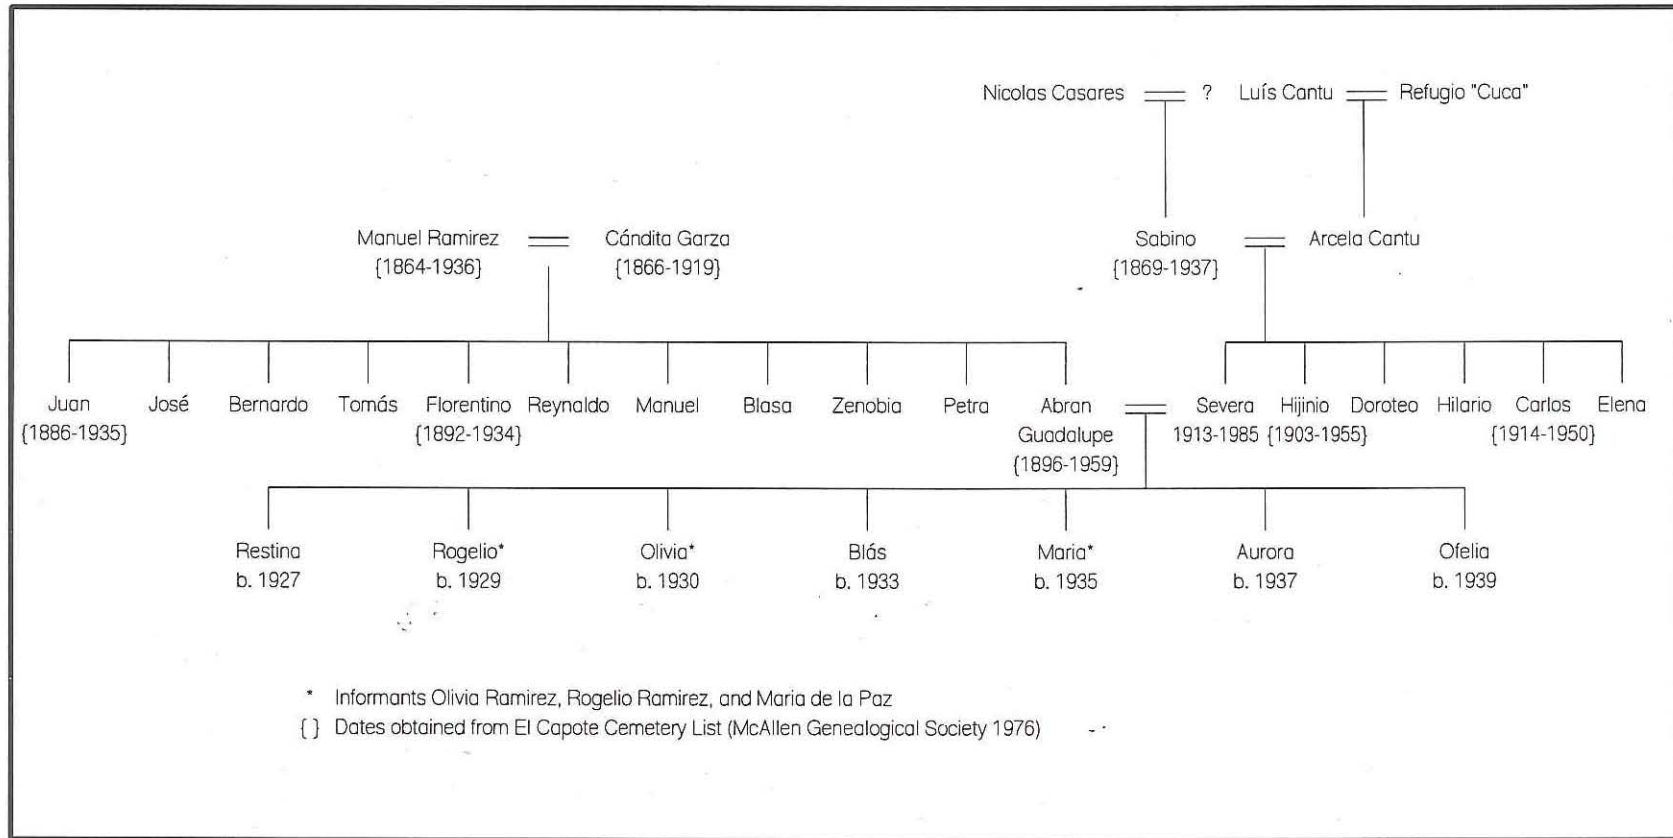 Nicolas Casares ? Luís Cantu Refugio "Cuca"
Manuel Ramirez Cándita Garza Sabino Arcela Cantu
{1864-1936} {1866-1919} {1869-1937}
Juan José Bernardo Tomás Florentino Reynaldo Manuel Blasa Zenobia Petra Abran Severa Hijinio Doroteo Hilario Carlos Elena
{1886-1935} {1892-1934} Guadalupe 1913-1985 {1903-1955} {1914-1950}
{1896-1959}
Restina Rogelio* Olivia* Blás Maria* Aurora Ofelia
b. 1927 b. 1929 b. 1930 b. 1933 b. 1935 b. 1937 b. 1939
* Informants Olivia Ramirez, Rogelio Ramirez, and Maria de la Paz
{ } Dates obtained from El Capote Cemetery List (McAllen Genealogical Society 1976)